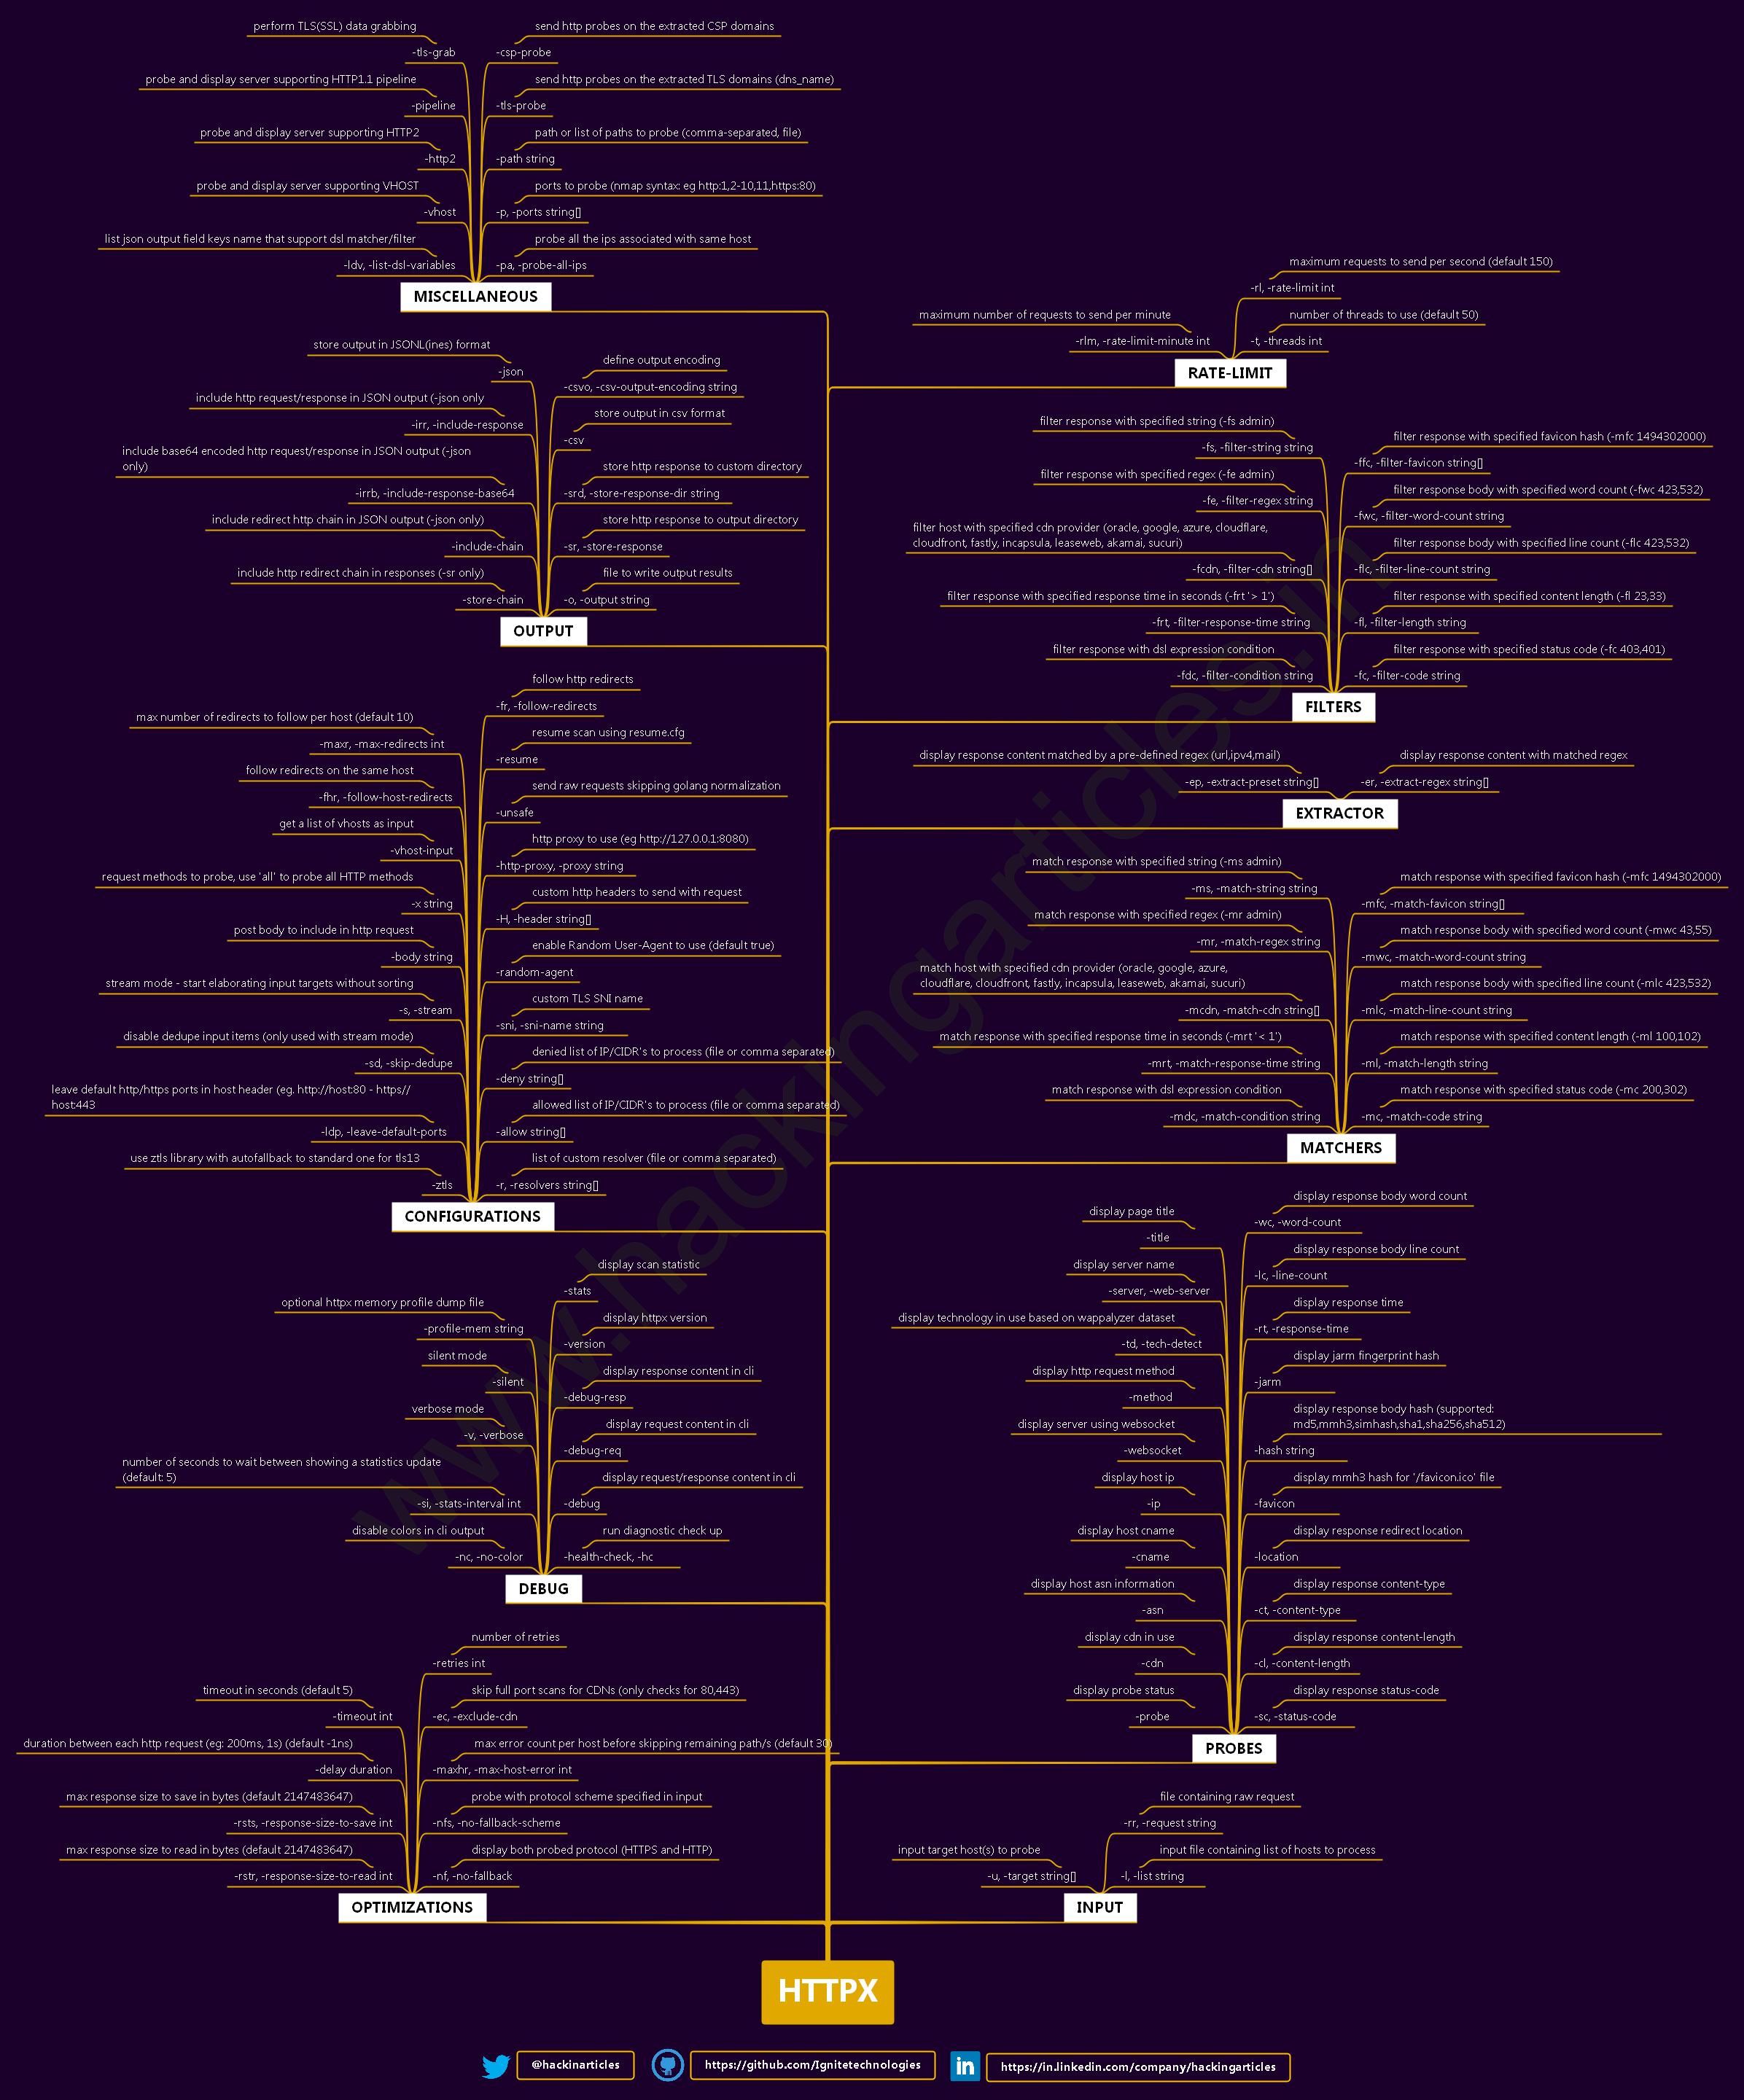 perform TLS(SSL) data grabbing
-tls-grab
probe and display server supporting HTTP1.1 pipeline
-pipeline
probe and display server supporting HTTP2
-http2
probe and display server supporting VHOST
-vhost
list json output field keys name that support dsl matcher/filter
-ldv, -list-dsl-variables
send http probes on the extracted CSP domains
-csp-probe
send http probes on the extracted TLS domains (dns_name)
-tls-probe
path or list of paths to probe (comma-separated, file)
-path string
ports to probe (nmap syntax: eg http:1,2-10,11,https:80)
-p, -ports string[]
probe all the ips associated with same host
-pa, -probe-all-ips
MISCELLANEOUS
store output in JSONL(ines) format
-json
include http request/response in JSON output (-json only
-irr, -include-response
include base64 encoded http request/response in JSON output (-json
only)
-irrb, -include-response-base64
include redirect http chain in JSON output (-json only)
-include-chain
include http redirect chain in responses (-sr only)
-store-chain
define output encoding
-csvo, -csv-output-encoding string
store output in csv format
-csv
store http response to custom directory
-srd, -store-response-dir string
store http response to output directory
-sr, -store-response
file to write output results
-o, -output string
OUTPUT
max number of redirects to follow per host (default 10)
-maxr, -max-redirects int
follow redirects on the same host
-fhr, -follow-host-redirects
get a list of vhosts as input
-vhost-input
request methods to probe, use 'all' to probe all HTTP methods
-x string
post body to include in http request
-body string
stream mode - start elaborating input targets without sorting
-s, -stream
disable dedupe input items (only used with stream mode)
-sd, -skip-dedupe
leave default http/https ports in host header (eg. http://host:80 - https//
host:443
-ldp, -leave-default-ports
use ztls library with autofallback to standard one for tls13
-ztls
follow http redirects
-fr, -follow-redirects
resume scan using resume.cfg
-resume
send raw requests skipping golang normalization
-unsafe
http proxy to use (eg http://127.0.0.1:8080)
-http-proxy, -proxy string
custom http headers to send with request
-H, -header string[]
enable Random User-Agent to use (default true)
-random-agent
custom TLS SNI name
-sni, -sni-name string
denied list of IP/CIDR's to process (file or comma separated)
-deny string[]
allowed list of IP/CIDR's to process (file or comma separated)
-allow string[]
list of custom resolver (file or comma separated)
-r, -resolvers string[]
CONFIGURATIONS
optional httpx memory profile dump file
-profile-mem string
silent mode
-silent
verbose mode
-v, -verbose
number of seconds to wait between showing a statistics update
(default: 5)
-si, -stats-interval int
disable colors in cli output
-nc, -no-color
display scan statistic
-stats
display httpx version
-version
display response content in cli
-debug-resp
display request content in cli
-debug-req
display request/response content in cli
-debug
run diagnostic check up
-health-check, -hc
DEBUG
timeout in seconds (default 5)
-timeout int
duration between each http request (eg: 200ms, 1s) (default -1ns)
-delay duration
max response size to save in bytes (default 2147483647)
-rsts, -response-size-to-save int
max response size to read in bytes (default 2147483647)
-rstr, -response-size-to-read int
number of retries
-retries int
skip full port scans for CDNs (only checks for 80,443)
-ec, -exclude-cdn
max error count per host before skipping remaining path/s (default 30)
-maxhr, -max-host-error int
probe with protocol scheme specified in input
-nfs, -no-fallback-scheme
display both probed protocol (HTTPS and HTTP)
-nf, -no-fallback
OPTIMIZATIONS
maximum number of requests to send per minute
-rlm, -rate-limit-minute int
maximum requests to send per second (default 150)
-rl, -rate-limit int
number of threads to use (default 50)
-t, -threads int
RATE-LIMIT
filter response with specified string (-fs admin)
-fs, -filter-string string
filter response with specified regex (-fe admin)
-fe, -filter-regex string
filter host with specified cdn provider (oracle, google, azure, cloudflare,
cloudfront, fastly, incapsula, leaseweb, akamai, sucuri)
-fcdn, -filter-cdn string[]
filter response with specified response time in seconds (-frt '> 1')
-frt, -filter-response-time string
filter response with dsl expression condition
-fdc, -filter-condition string
filter response with specified favicon hash (-mfc 1494302000)
-ffc, -filter-favicon string[]
filter response body with specified word count (-fwc 423,532)
-fwc, -filter-word-count string
filter response body with specified line count (-flc 423,532)
-flc, -filter-line-count string
filter response with specified content length (-fl 23,33)
-fl, -filter-length string
filter response with specified status code (-fc 403,401)
-fc, -filter-code string
FILTERS
display response content matched by a pre-defined regex (url,ipv4,mail)
-ep, -extract-preset string[]
display response content with matched regex
-er, -extract-regex string[]
EXTRACTOR
match response with specified string (-ms admin)
-ms, -match-string string
match response with specified regex (-mr admin)
-mr, -match-regex string
match host with specified cdn provider (oracle, google, azure,
cloudflare, cloudfront, fastly, incapsula, leaseweb, akamai, sucuri)
-mcdn, -match-cdn string[]
match response with specified response time in seconds (-mrt '< 1')
-mrt, -match-response-time string
match response with dsl expression condition
-mdc, -match-condition string
match response with specified favicon hash (-mfc 1494302000)
-mfc, -match-favicon string[]
match response body with specified word count (-mwc 43,55)
-mwc, -match-word-count string
match response body with specified line count (-mlc 423,532)
-mlc, -match-line-count string
match response with specified content length (-ml 100,102)
-ml, -match-length string
match response with specified status code (-mc 200,302)
-mc, -match-code string
MATCHERS
display page title
-title
display server name
-server, -web-server
display technology in use based on wappalyzer dataset
-td, -tech-detect
display http request method
-method
display server using websocket
-websocket
display host ip
-ip
display host cname
-cname
display host asn information
-asn
display cdn in use
-cdn
display probe status
-probe
display response body word count
-wc, -word-count
display response body line count
-lc, -line-count
display response time
-rt, -response-time
display jarm fingerprint hash
-jarm
display response body hash (supported:
md5,mmh3,simhash,sha1,sha256,sha512)
-hash string
display mmh3 hash for '/favicon.ico' file
-favicon
display response redirect location
-location
display response content-type
-ct, -content-type
display response content-length
-cl, -content-length
display response status-code
-sc, -status-code
PROBES
input target host(s) to probe
-u, -target string[]
file containing raw request
-rr, -request string
input file containing list of hosts to process
-l, -list string
INPUT
HTTPX
www.hackingarticles.in
@hackinarticles
https://github.com/Ignitetechnologies
in
https://in.linkedin.com/company/hackingarticles